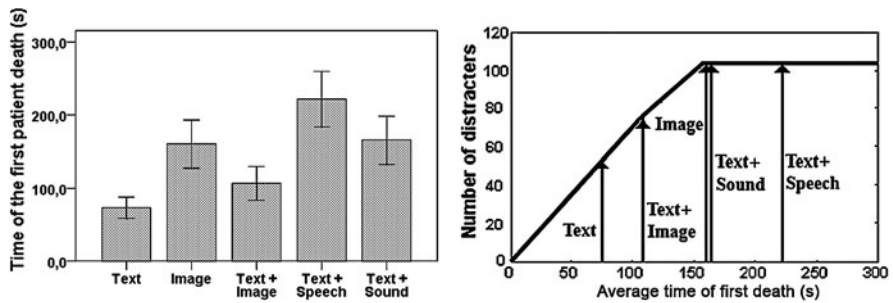 Time of the first patient death (s)
300,0
200,0
100,0
0,0
Text
Image
Text +
Image
Text +
Speech
Text +
Sound
Number of distracters
120
100
80
60
40
20
0
Text
Text+
Image
Image
Text+
Sound
Text+
Speech
0
50
100
150
200
250
300
Average time of first death (s)